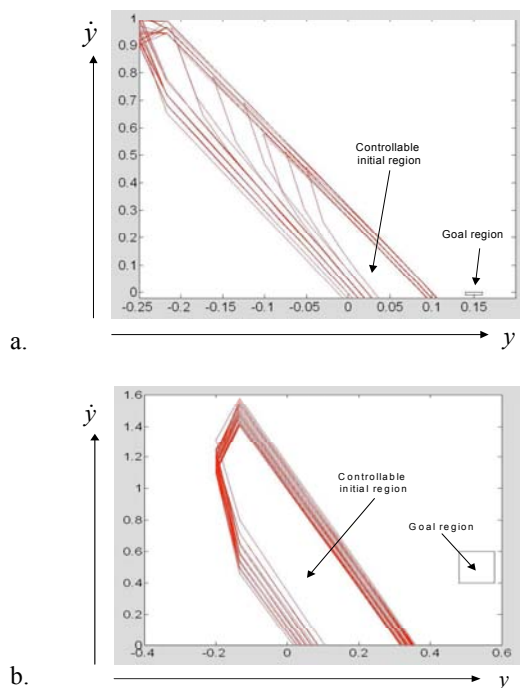 1
0.9
0.8
0.7
0.6
0.5
0.4
0.3
0.2
0.1
0
-0.25 -0.2 -0.15 -0.1 -0.05 0 0.05 0.1 0.15
ẏ
Controllable
initial region
Goal region
a.
y
1.6
1.4
1.2
1
0.8
0.6
0.4
0.2
0
-0.4 -0.2 0 0.2 0.4 0.6
ẏ
Controllable
initial region
Goal region
b.
y